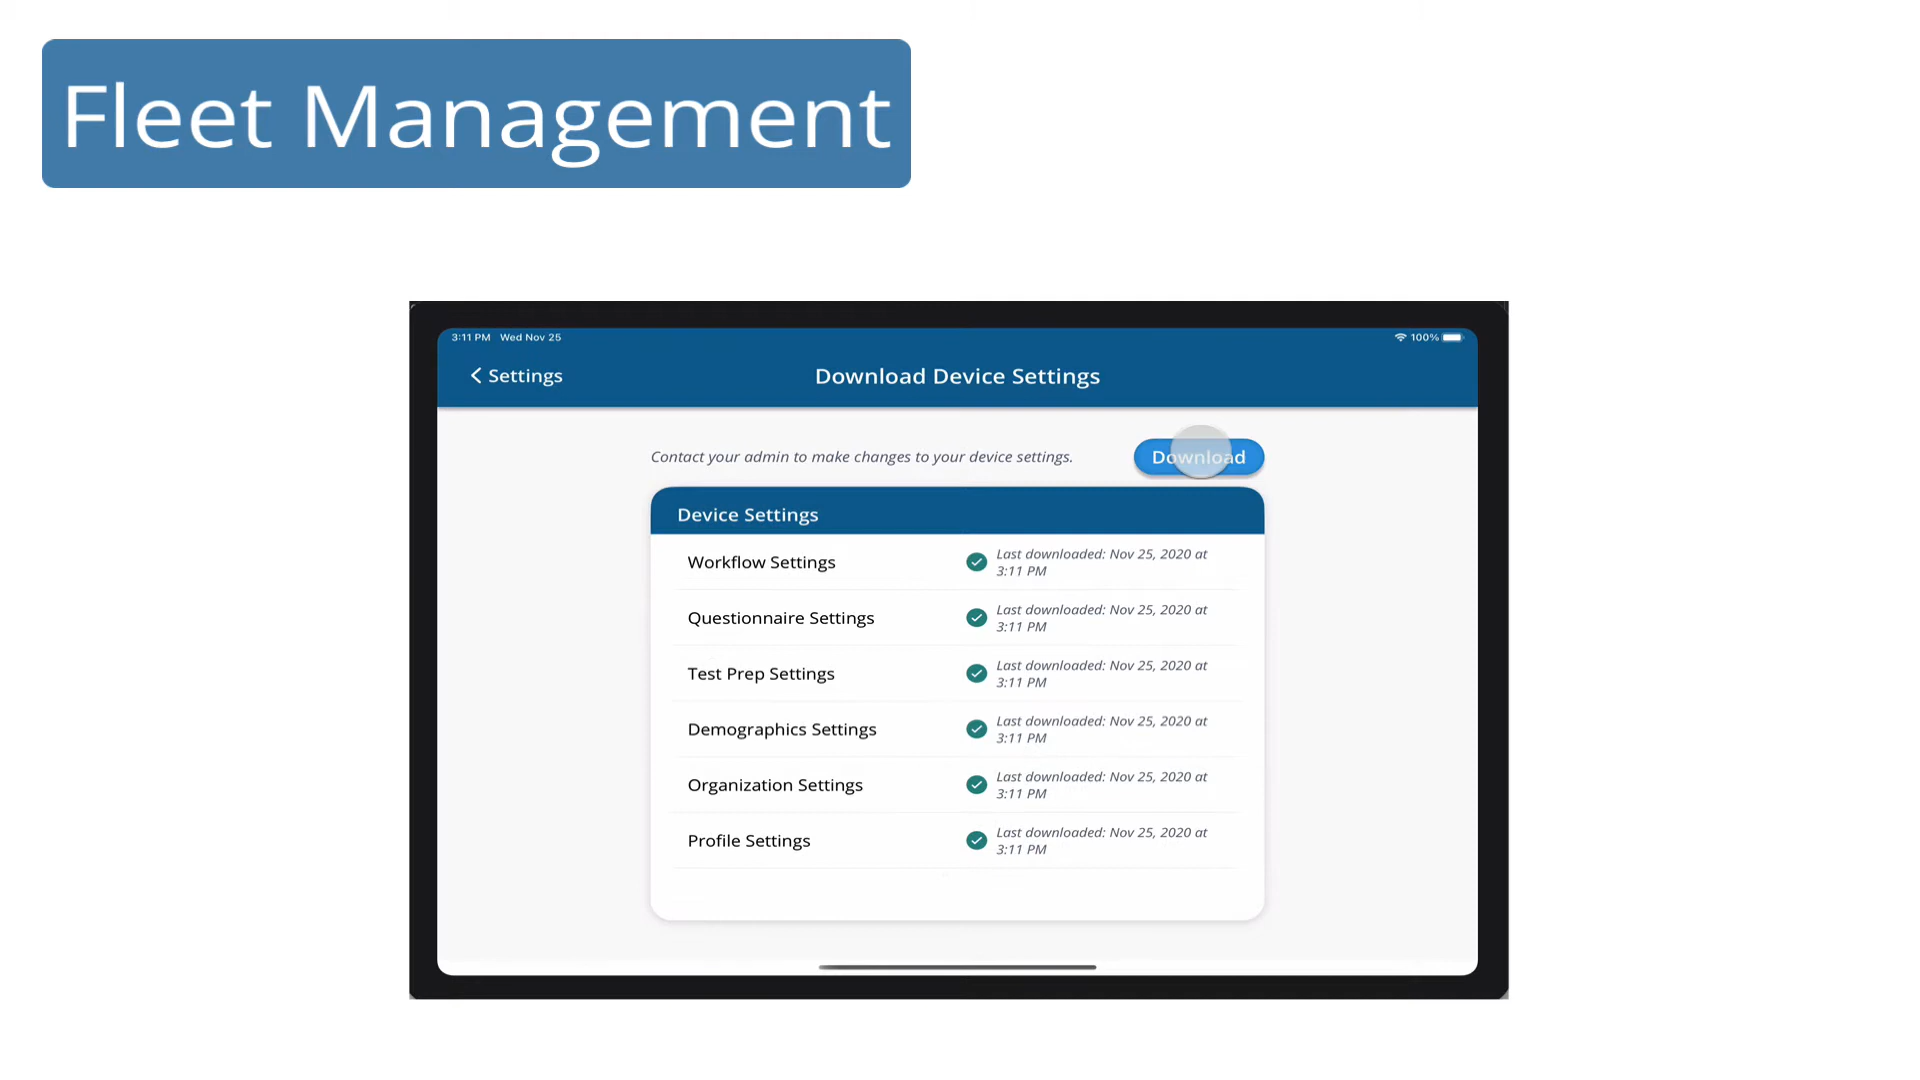 Fleet Management
3:11 PM Wed Nov 25
100%
Settings
Download Device Settings
Contact your admin to make changes to your device settings.
Download
Device Settings
Workflow Settings
Last downloaded: Nov 25, 2020 at
3:11 PM
Questionnaire Settings
Last downloaded: Nov 25, 2020 at
3:11 PM
Test Prep Settings
Last downloaded: Nov 25, 2020 at
3:11 PM
Demographics Settings
Last downloaded: Nov 25, 2020 at
3:11 PM
Organization Settings
Last downloaded: Nov 25, 2020 at
3:11 PM
Profile Settings
Last downloaded: Nov 25, 2020 at
3:11 PM